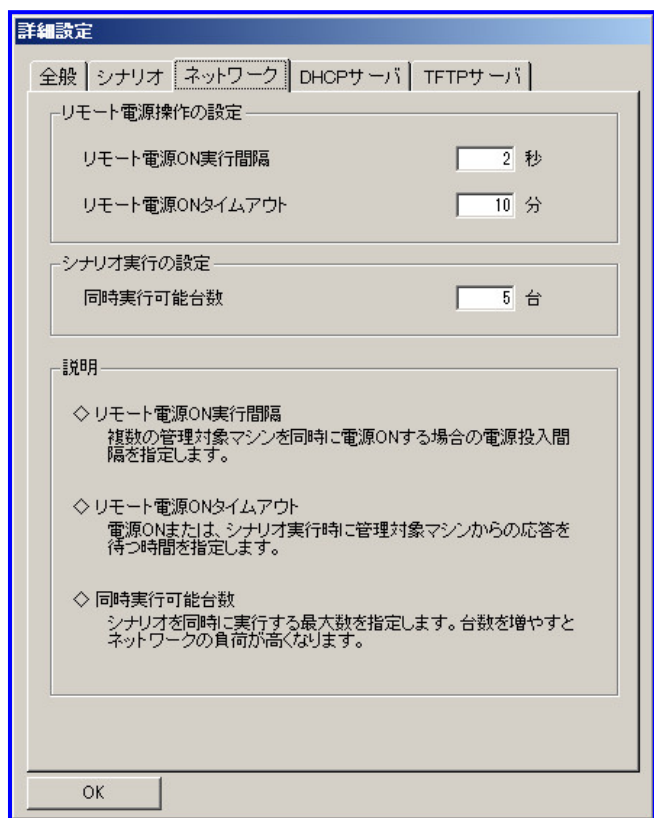 詳細設定
全般 シナリオ ネットワーク DHCPサーバ TFTPサーバ
リモート電源操作の設定
リモート電源ON実行間隔 2 秒
リモート電源ONタイムアウト 10 分
シナリオ実行の設定
同時実行可能台数 5 台
説明
◇ リモート電源ON実行間隔
複数の管理対象マシンを同時に電源ONする場合の電源投入間
隔を指定します。
◇ リモート電源ONタイムアウト
電源ONまたは、シナリオ実行時に管理対象マシンからの応答を
待つ時間を指定します。
◇ 同時実行可能台数
シナリオを同時に実行する最大数を指定します。台数を増やすと
ネットワークの負荷が高くなります。
OK